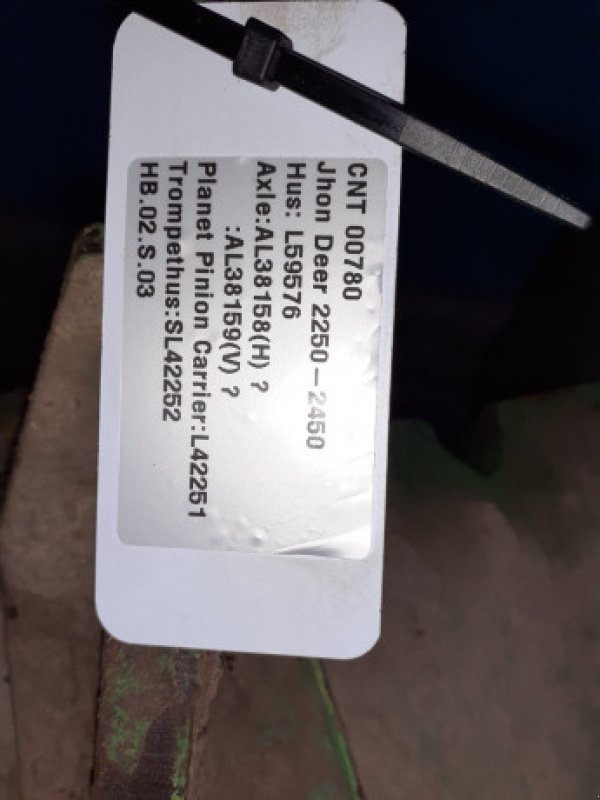 CNT 00780
Jhon Deer 2250-2450
Hus: L59576
Axle:AL38158(H) ?
:AL38159(V) ?
Planet Pinion Carrier:L42251
Trompethus:SL42252
HB.02.S.03